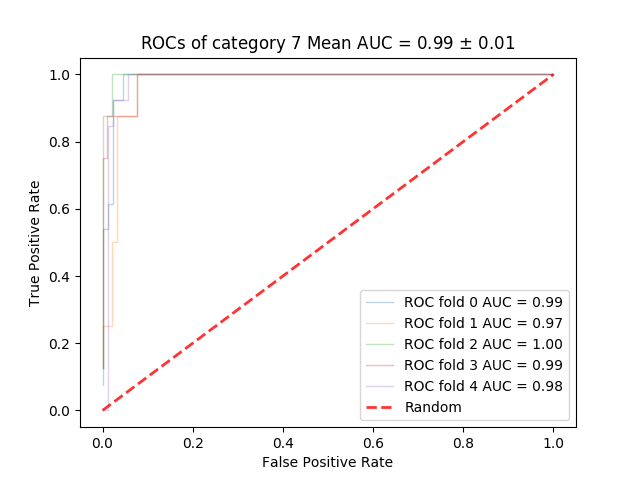 ROCs of category 7 Mean AUC = 0.99 ± 0.01
True Positive Rate
1.0
0.8
0.6
0.4
0.2
0.0
ROC fold 0 AUC = 0.99
ROC fold 1 AUC = 0.97
ROC fold 2 AUC = 1.00
ROC fold 3 AUC = 0.99
ROC fold 4 AUC = 0.98
Random
0.0 0.2 0.4 0.6 0.8 1.0
False Positive Rate